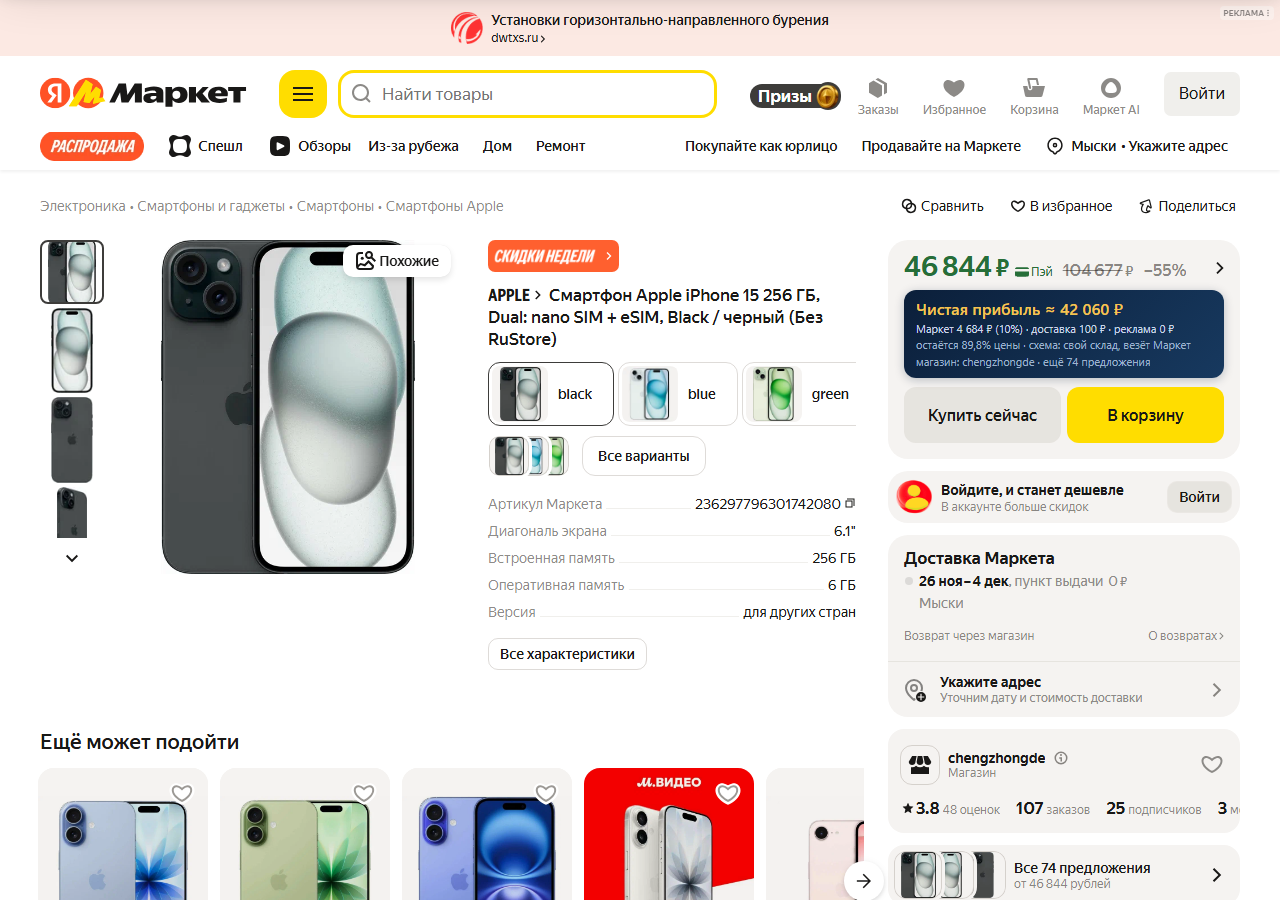 Установки горизонтально-направленного бурения
dwtxs.ru ›
РЕКЛАМА
Я М Маркет
Найти товары
Призы
Заказы
Избранное
Корзина
Маркет AI
Войти
РАСПРОДАЖА
Спешл
Обзоры
Из-за рубежа
Дом
Ремонт
Покупайте как юрлицо
Продавайте на Маркете
Мыски • Укажите адрес
Электроника • Смартфоны и гаджеты • Смартфоны • Смартфоны Apple
Сравнить
В избранное
Поделиться
Похожие
СКИДКИ НЕДЕЛИ ›
APPLE › Смартфон Apple iPhone 15 256 ГБ,
Dual: nano SIM + eSIM, Black / черный (Без
RuStore)
black
blue
green
Все варианты
Артикул Маркета 236297796301742080
Диагональ экрана 6.1"
Встроенная память 256 ГБ
Оперативная память 6 ГБ
Версия для других стран
Все характеристики
46 844 ₽ Пэй 104 677 ₽ –55%
Чистая прибыль ≈ 42 060 ₽
Маркет 4 684 ₽ (10%) · доставка 100 ₽ · реклама 0 ₽
остаётся 89,8% цены · схема: свой склад, везёт Маркет
магазин: chengzhongde · ещё 74 предложения
Купить сейчас
В корзину
Войдите, и станет дешевле
В аккаунте больше скидок
Войти
Доставка Маркета
26 ноя – 4 дек, пункт выдачи 0 ₽
Мыски
Возврат через магазин
О возвратах ›
Укажите адрес
Уточним дату и стоимость доставки
chengzhongde
Магазин
★ 3.8 48 оценок 107 заказов 25 подписчиков 3
Все 74 предложения
от 46 844 рублей
Ещё может подойти
М.ВИДЕО